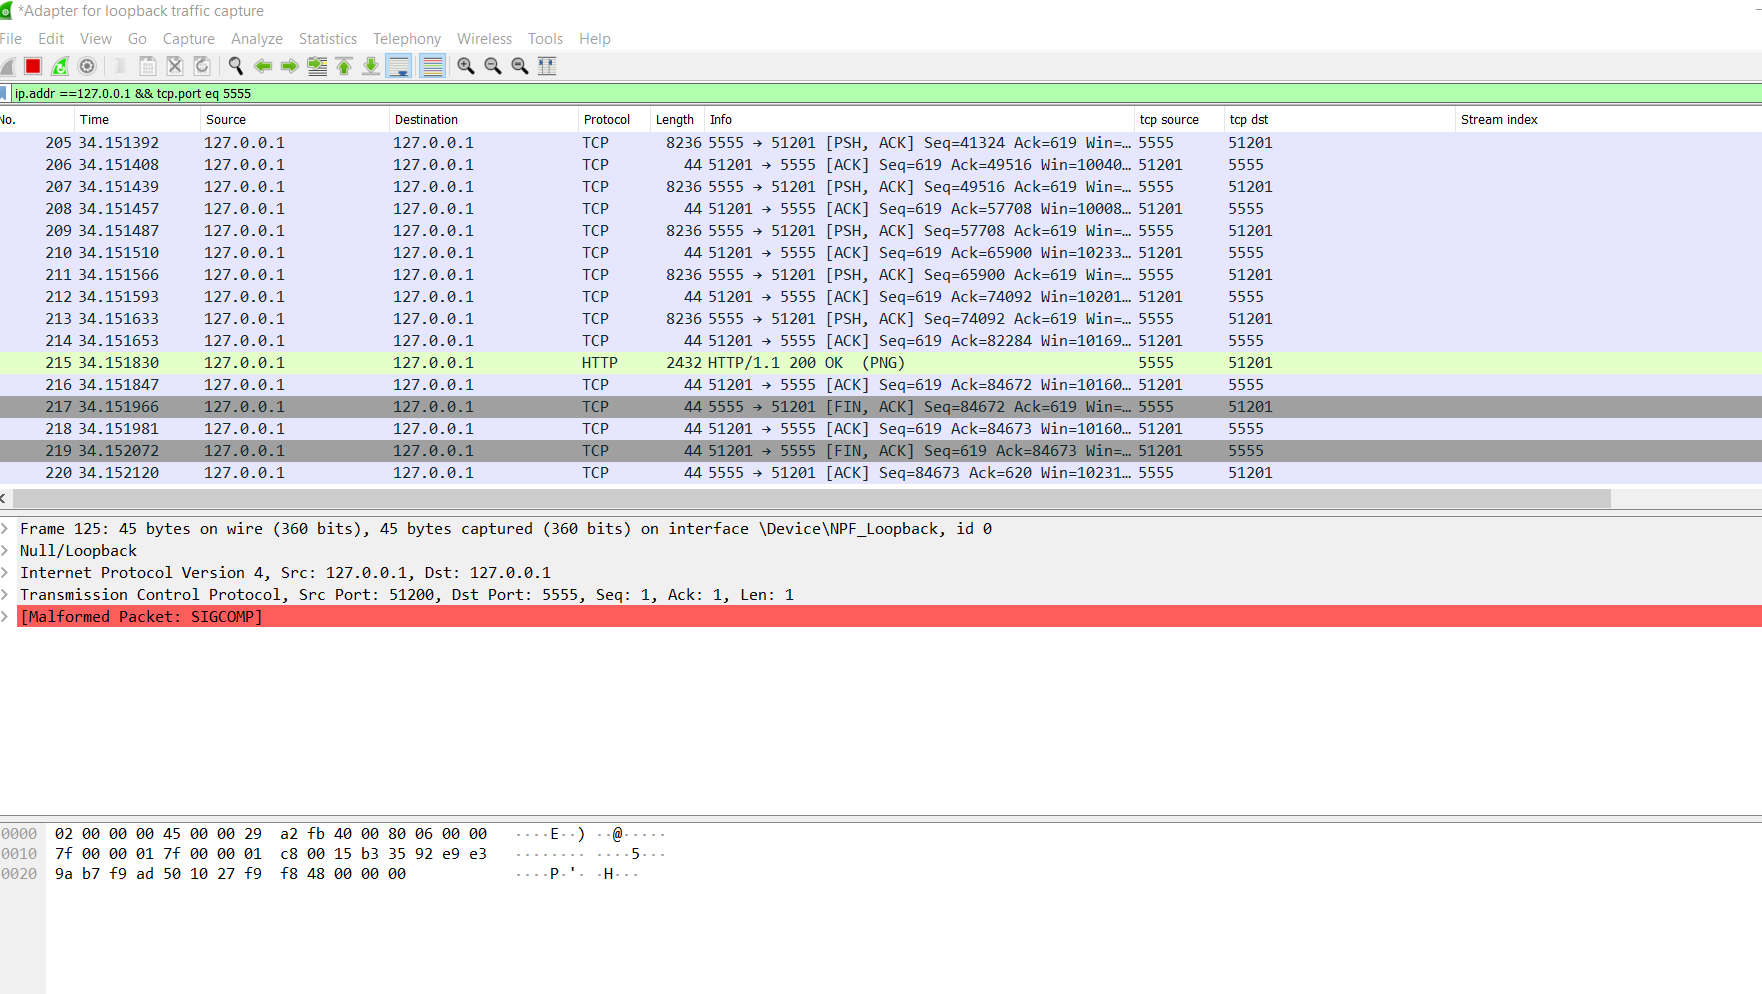 *Adapter for loopback traffic capture
File Edit View Go Capture Analyze Statistics Telephony Wireless Tools Help
ip.addr ==127.0.0.1 && tcp.port eq 5555
No. Time Source Destination Protocol Length Info tcp source tcp dst Stream index
205 34.151392 127.0.0.1 127.0.0.1 TCP 8236 5555 → 51201 [PSH, ACK] Seq=41324 Ack=619 Win=… 5555 51201
206 34.151408 127.0.0.1 127.0.0.1 TCP 44 51201 → 5555 [ACK] Seq=619 Ack=49516 Win=10040… 51201 5555
207 34.151439 127.0.0.1 127.0.0.1 TCP 8236 5555 → 51201 [PSH, ACK] Seq=49516 Ack=619 Win=… 5555 51201
208 34.151457 127.0.0.1 127.0.0.1 TCP 44 51201 → 5555 [ACK] Seq=619 Ack=57708 Win=10008… 51201 5555
209 34.151487 127.0.0.1 127.0.0.1 TCP 8236 5555 → 51201 [PSH, ACK] Seq=57708 Ack=619 Win=… 5555 51201
210 34.151510 127.0.0.1 127.0.0.1 TCP 44 51201 → 5555 [ACK] Seq=619 Ack=65900 Win=10233… 51201 5555
211 34.151566 127.0.0.1 127.0.0.1 TCP 8236 5555 → 51201 [PSH, ACK] Seq=65900 Ack=619 Win=… 5555 51201
212 34.151593 127.0.0.1 127.0.0.1 TCP 44 51201 → 5555 [ACK] Seq=619 Ack=74092 Win=10201… 51201 5555
213 34.151633 127.0.0.1 127.0.0.1 TCP 8236 5555 → 51201 [PSH, ACK] Seq=74092 Ack=619 Win=… 5555 51201
214 34.151653 127.0.0.1 127.0.0.1 TCP 44 51201 → 5555 [ACK] Seq=619 Ack=82284 Win=10169… 51201 5555
215 34.151830 127.0.0.1 127.0.0.1 HTTP 2432 HTTP/1.1 200 OK (PNG) 5555 51201
216 34.151847 127.0.0.1 127.0.0.1 TCP 44 51201 → 5555 [ACK] Seq=619 Ack=84672 Win=10160… 51201 5555
217 34.151966 127.0.0.1 127.0.0.1 TCP 44 5555 → 51201 [FIN, ACK] Seq=84672 Ack=619 Win=… 5555 51201
218 34.151981 127.0.0.1 127.0.0.1 TCP 44 51201 → 5555 [ACK] Seq=619 Ack=84673 Win=10160… 51201 5555
219 34.152072 127.0.0.1 127.0.0.1 TCP 44 51201 → 5555 [FIN, ACK] Seq=619 Ack=84673 Win=… 51201 5555
220 34.152120 127.0.0.1 127.0.0.1 TCP 44 5555 → 51201 [ACK] Seq=84673 Ack=620 Win=10231… 5555 51201
Frame 125: 45 bytes on wire (360 bits), 45 bytes captured (360 bits) on interface \Device\NPF_Loopback, id 0
Null/Loopback
Internet Protocol Version 4, Src: 127.0.0.1, Dst: 127.0.0.1
Transmission Control Protocol, Src Port: 51200, Dst Port: 5555, Seq: 1, Ack: 1, Len: 1
[Malformed Packet: SIGCOMP]
0000 02 00 00 00 45 00 00 29 a2 fb 40 00 80 06 00 00 ····E··) ··@·····
0010 7f 00 00 01 7f 00 00 01 c8 00 15 b3 35 92 e9 e3 ········ ····5···
0020 9a b7 f9 ad 50 10 27 f9 f8 48 00 00 00 ····P·'· ·H···